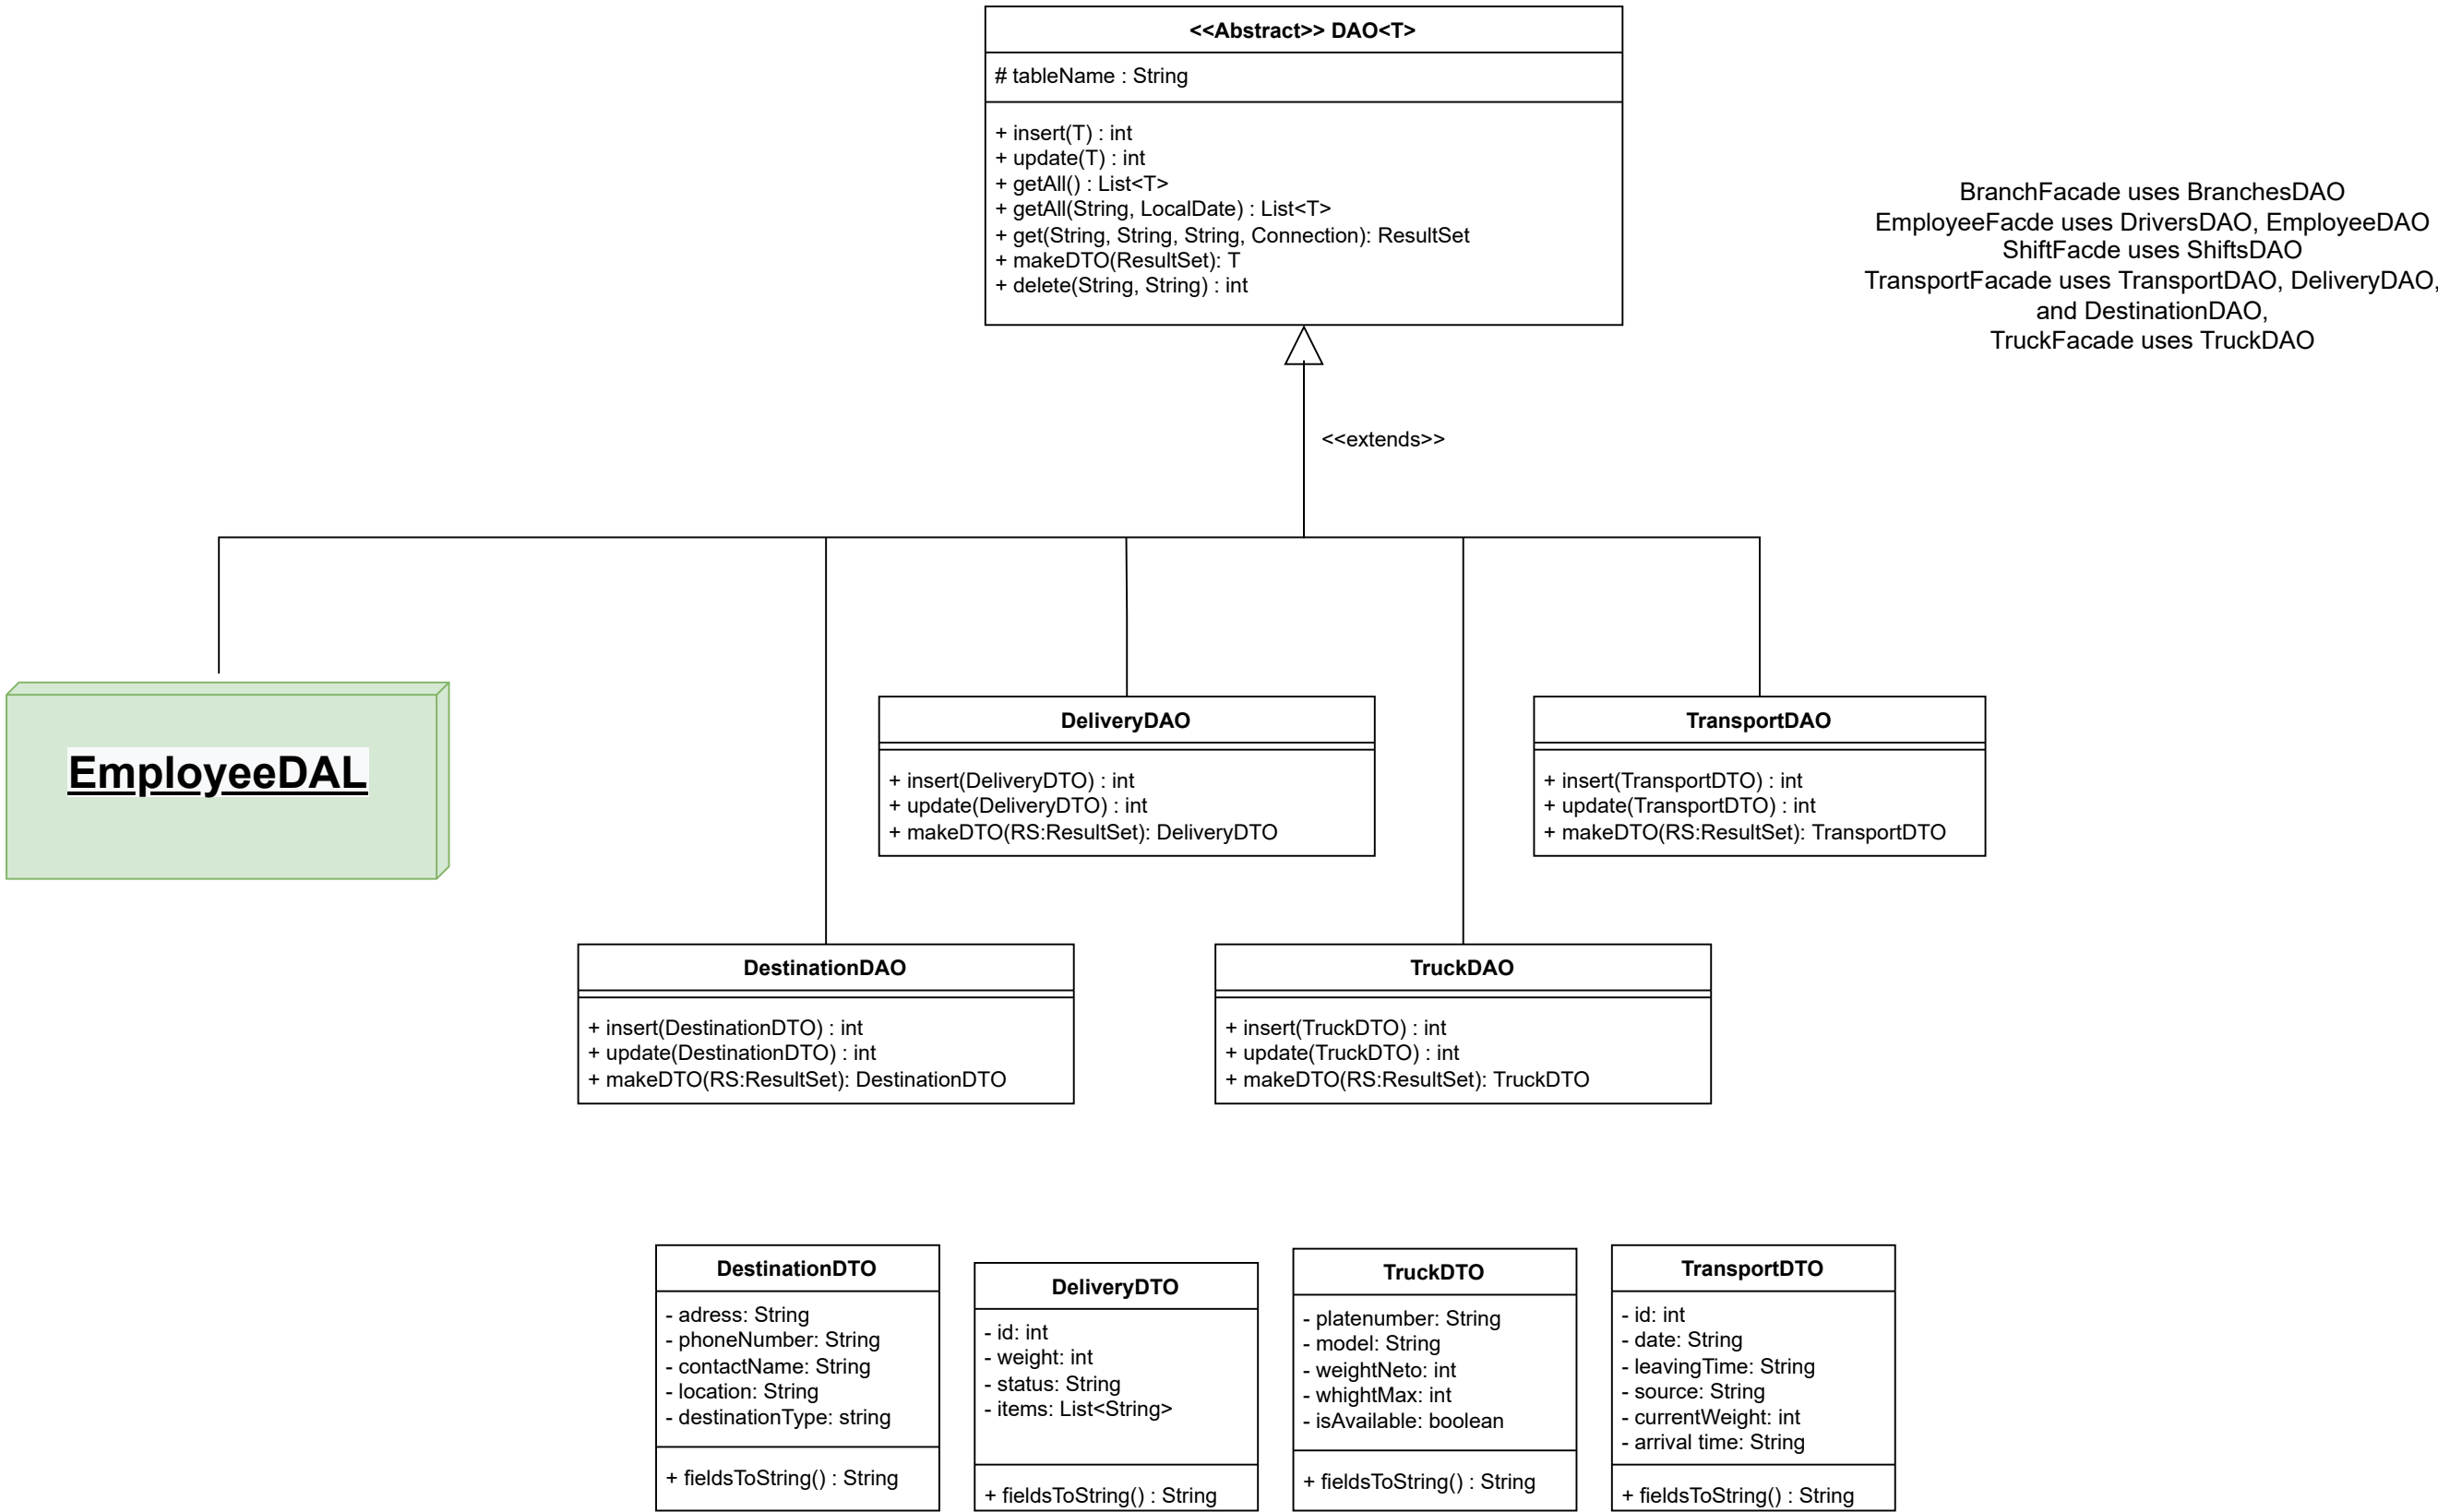 <<Abstract>> DAO<T>
# tableName : String
+ insert(T) : int
+ update(T) : int
+ getAll() : List<T>
+ getAll(String, LocalDate) : List<T>
+ get(String, String, String, Connection): ResultSet
+ makeDTO(ResultSet): T
+ delete(String, String) : int
BranchFacade uses BranchesDAO
EmployeeFacde uses DriversDAO, EmployeeDAO
ShiftFacde uses ShiftsDAO
TransportFacade uses TransportDAO, DeliveryDAO,
and DestinationDAO,
TruckFacade uses TruckDAO
<<extends>>
EmployeeDAL
DeliveryDAO
+ insert(DeliveryDTO) : int
+ update(DeliveryDTO) : int
+ makeDTO(RS:ResultSet): DeliveryDTO
TransportDAO
+ insert(TransportDTO) : int
+ update(TransportDTO) : int
+ makeDTO(RS:ResultSet): TransportDTO
DestinationDAO
+ insert(DestinationDTO) : int
+ update(DestinationDTO) : int
+ makeDTO(RS:ResultSet): DestinationDTO
TruckDAO
+ insert(TruckDTO) : int
+ update(TruckDTO) : int
+ makeDTO(RS:ResultSet): TruckDTO
DestinationDTO
- adress: String
- phoneNumber: String
- contactName: String
- location: String
- destinationType: string
+ fieldsToString() : String
DeliveryDTO
- id: int
- weight: int
- status: String
- items: List<String>
+ fieldsToString() : String
TruckDTO
- platenumber: String
- model: String
- weightNeto: int
- whightMax: int
- isAvailable: boolean
+ fieldsToString() : String
TransportDTO
- id: int
- date: String
- leavingTime: String
- source: String
- currentWeight: int
- arrival time: String
+ fieldsToString() : String